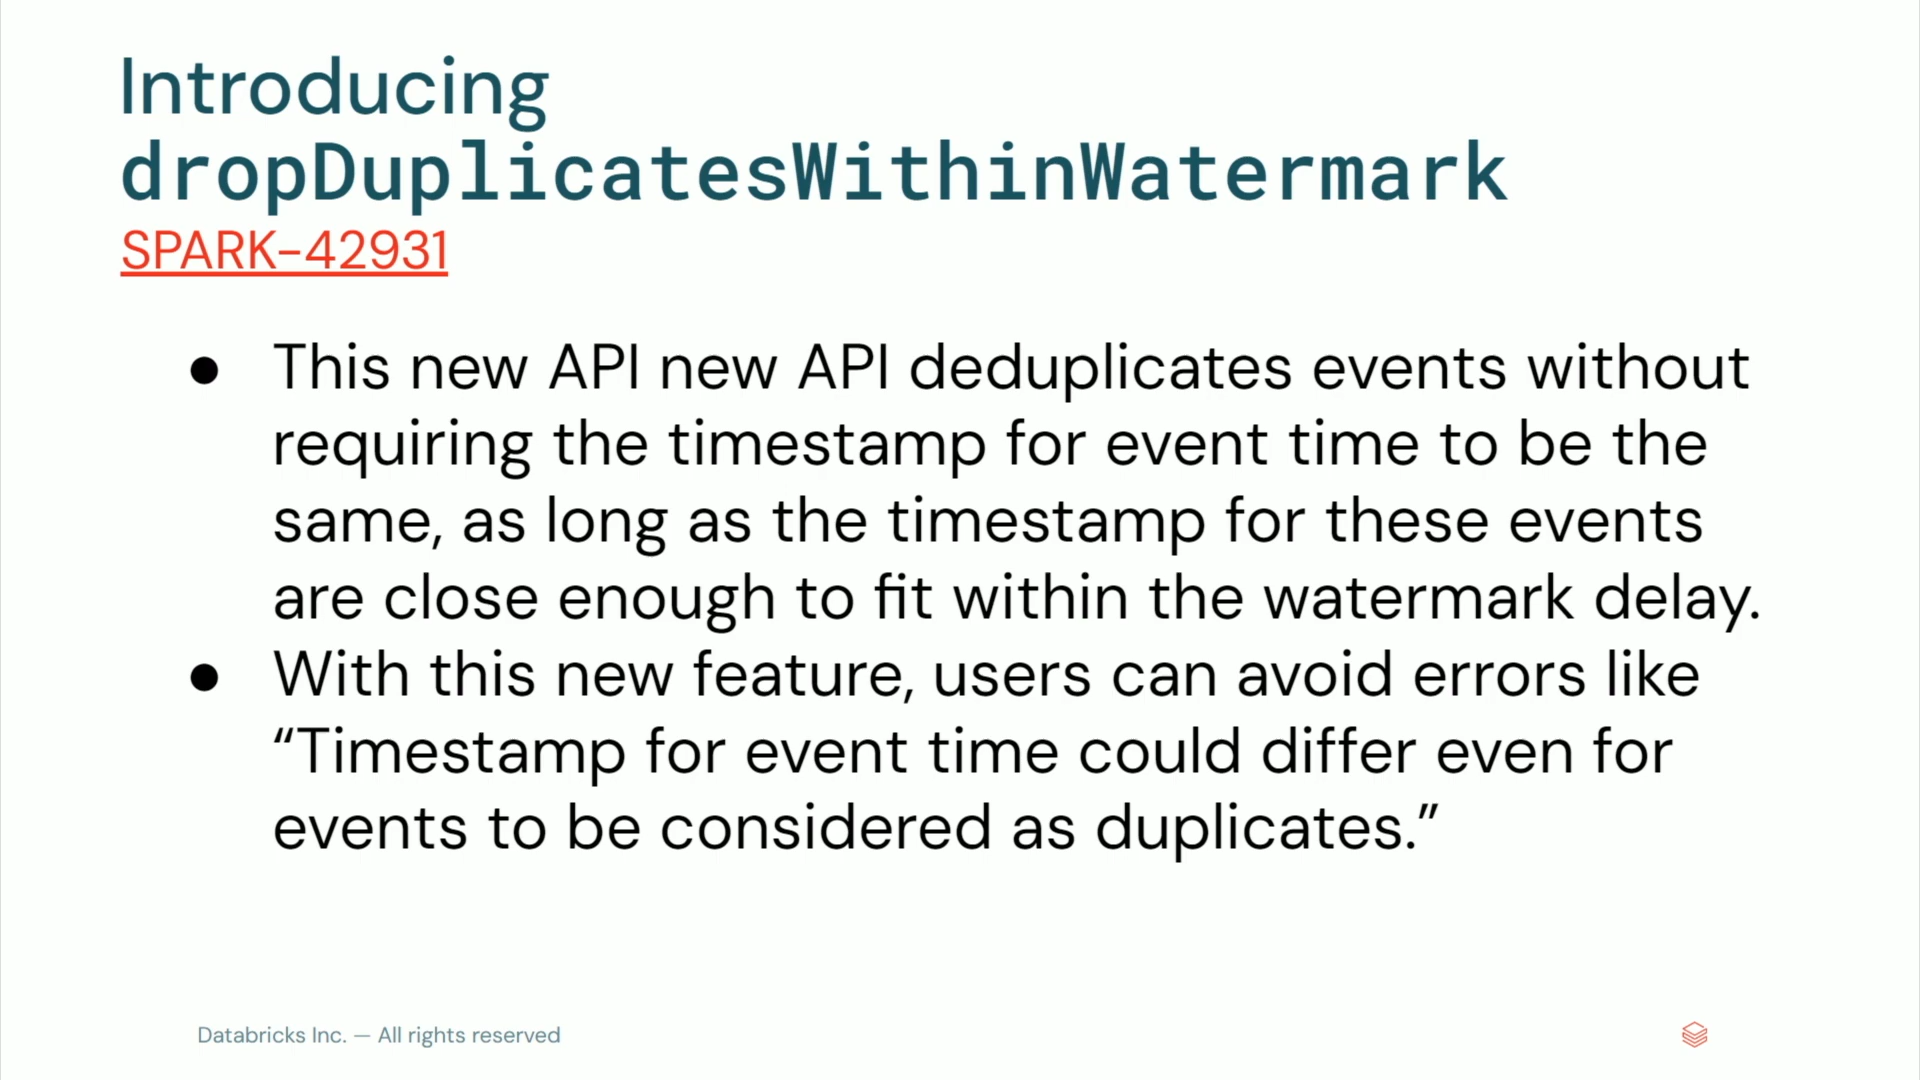 Introducing
dropDuplicatesWithinWatermark
SPARK-42931
● This new API new API deduplicates events without
requiring the timestamp for event time to be the
same, as long as the timestamp for these events
are close enough to fit within the watermark delay.
● With this new feature, users can avoid errors like
“Timestamp for event time could differ even for
events to be considered as duplicates.”
Databricks Inc. — All rights reserved